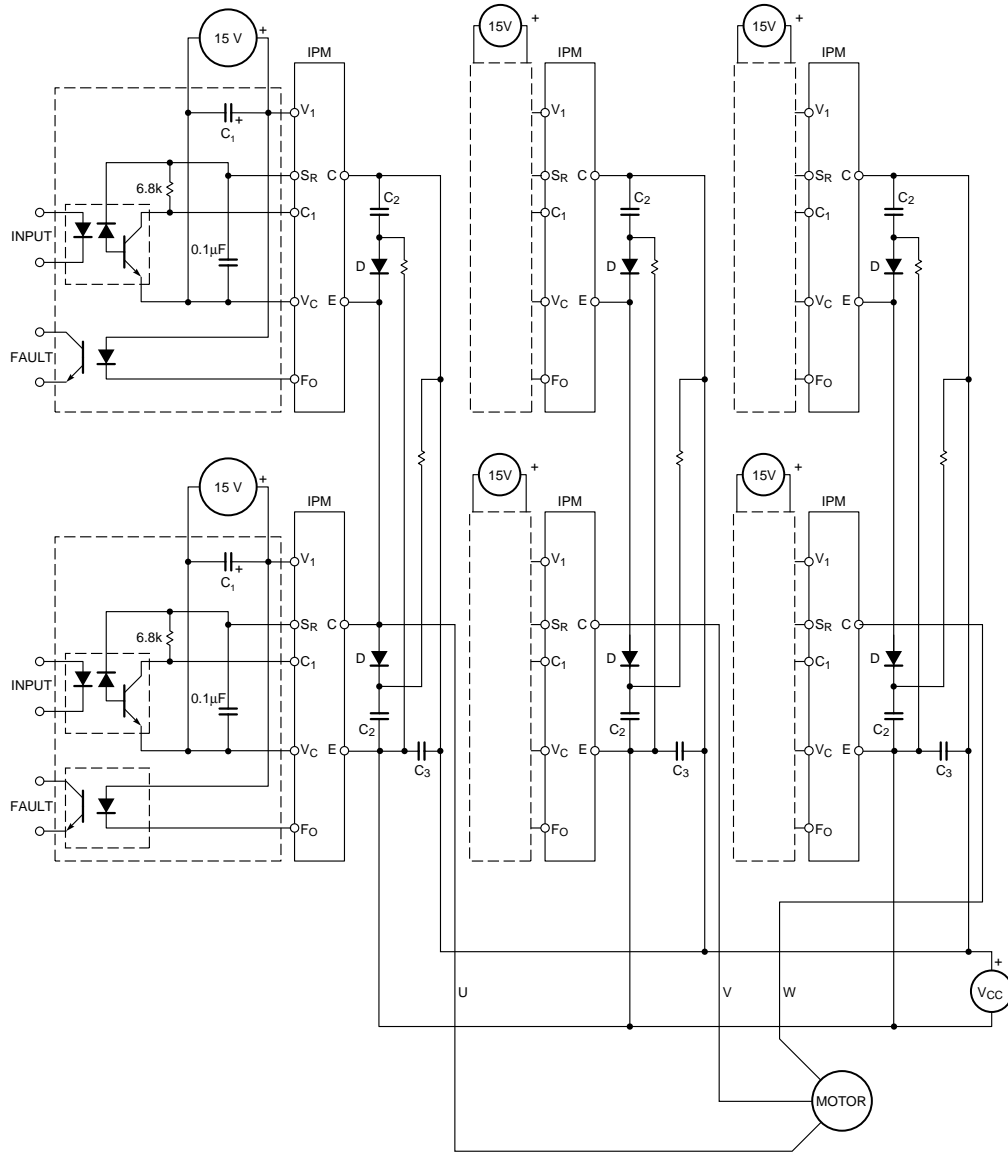 15 V + 15V + 15V +
IPM IPM IPM
V1 V1 V1
C1 +
SR C SR C SR C
6.8k C2 C2 C2
C1 C1 C1
INPUT
0.1µF D D D
VC E VC E VC E
FAULT
FO FO FO
15 V + 15V + 15V +
IPM IPM IPM
V1 V1 V1
C1 +
SR C SR C SR C
6.8k
D D D
C1 C1 C1
INPUT
0.1µF C2 C2 C2
VC E VC E VC E
C3 C3 C3
FAULT
FO FO FO
+
U V W VCC
MOTOR